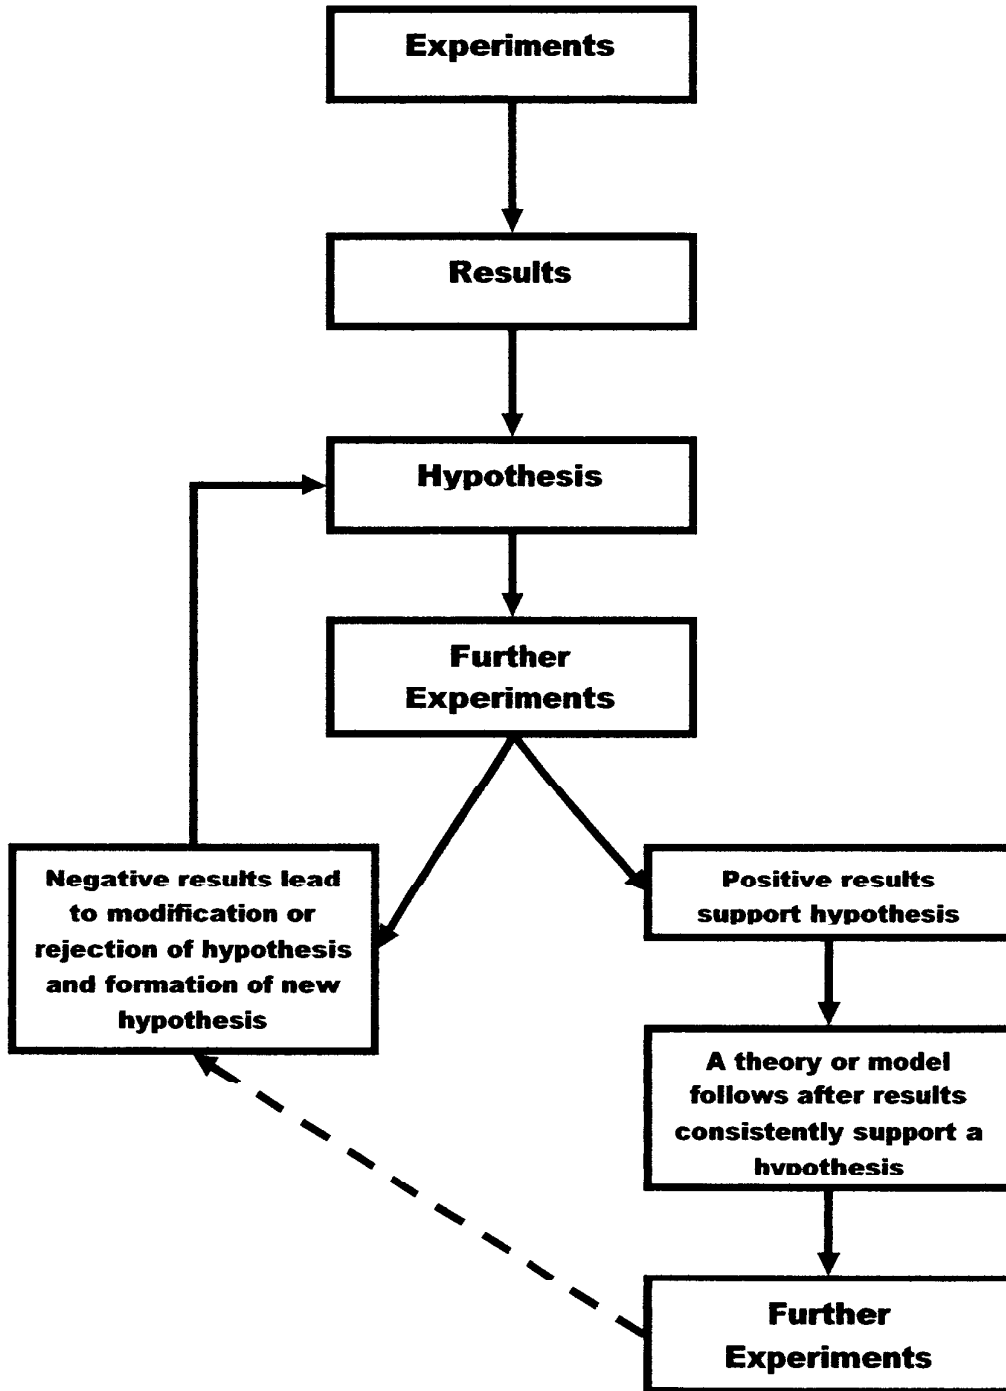 Experiments
Results
Hypothesis
Further
Experiments
Negative results lead
to modification or
rejection of hypothesis
and formation of new
hypothesis
Positive results
support hypothesis
A theory or model
follows after results
consistently support a
hypothesis
Further
Experiments